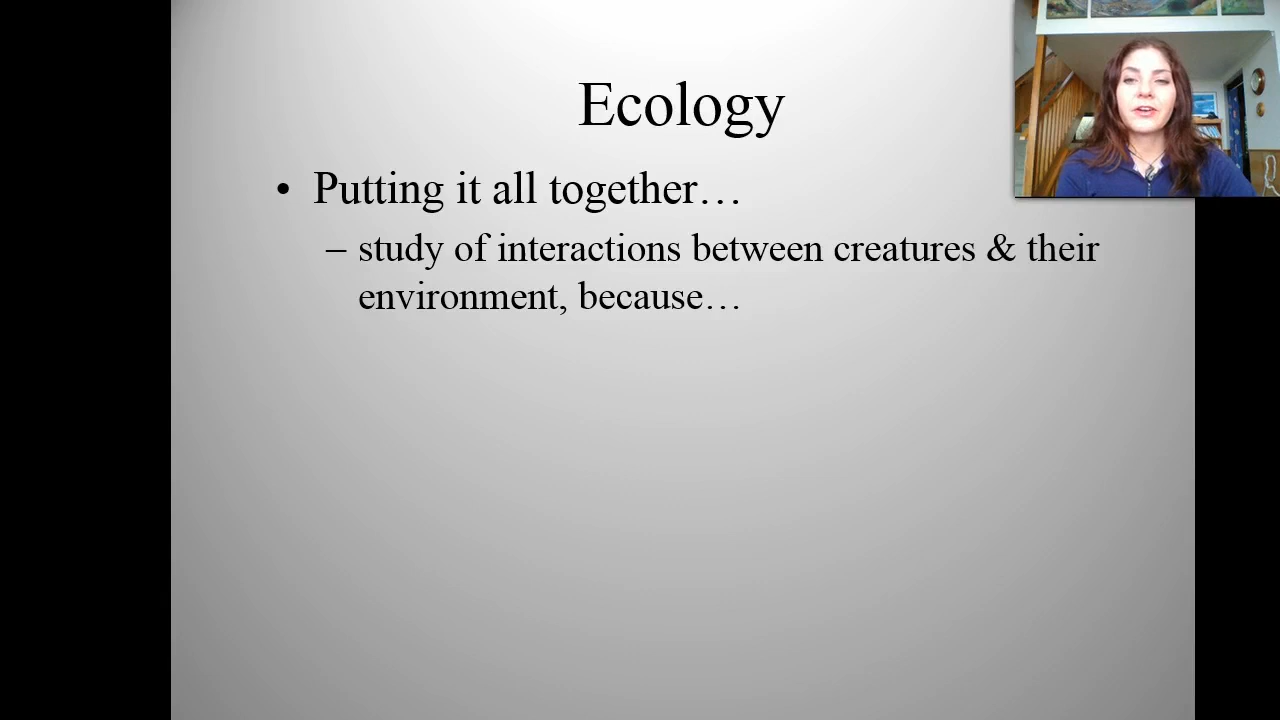 Ecology
• Putting it all together…
– study of interactions between creatures & their
environment, because…